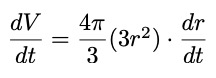 dV/dt = 4π/3 (3r²) · dr/dt